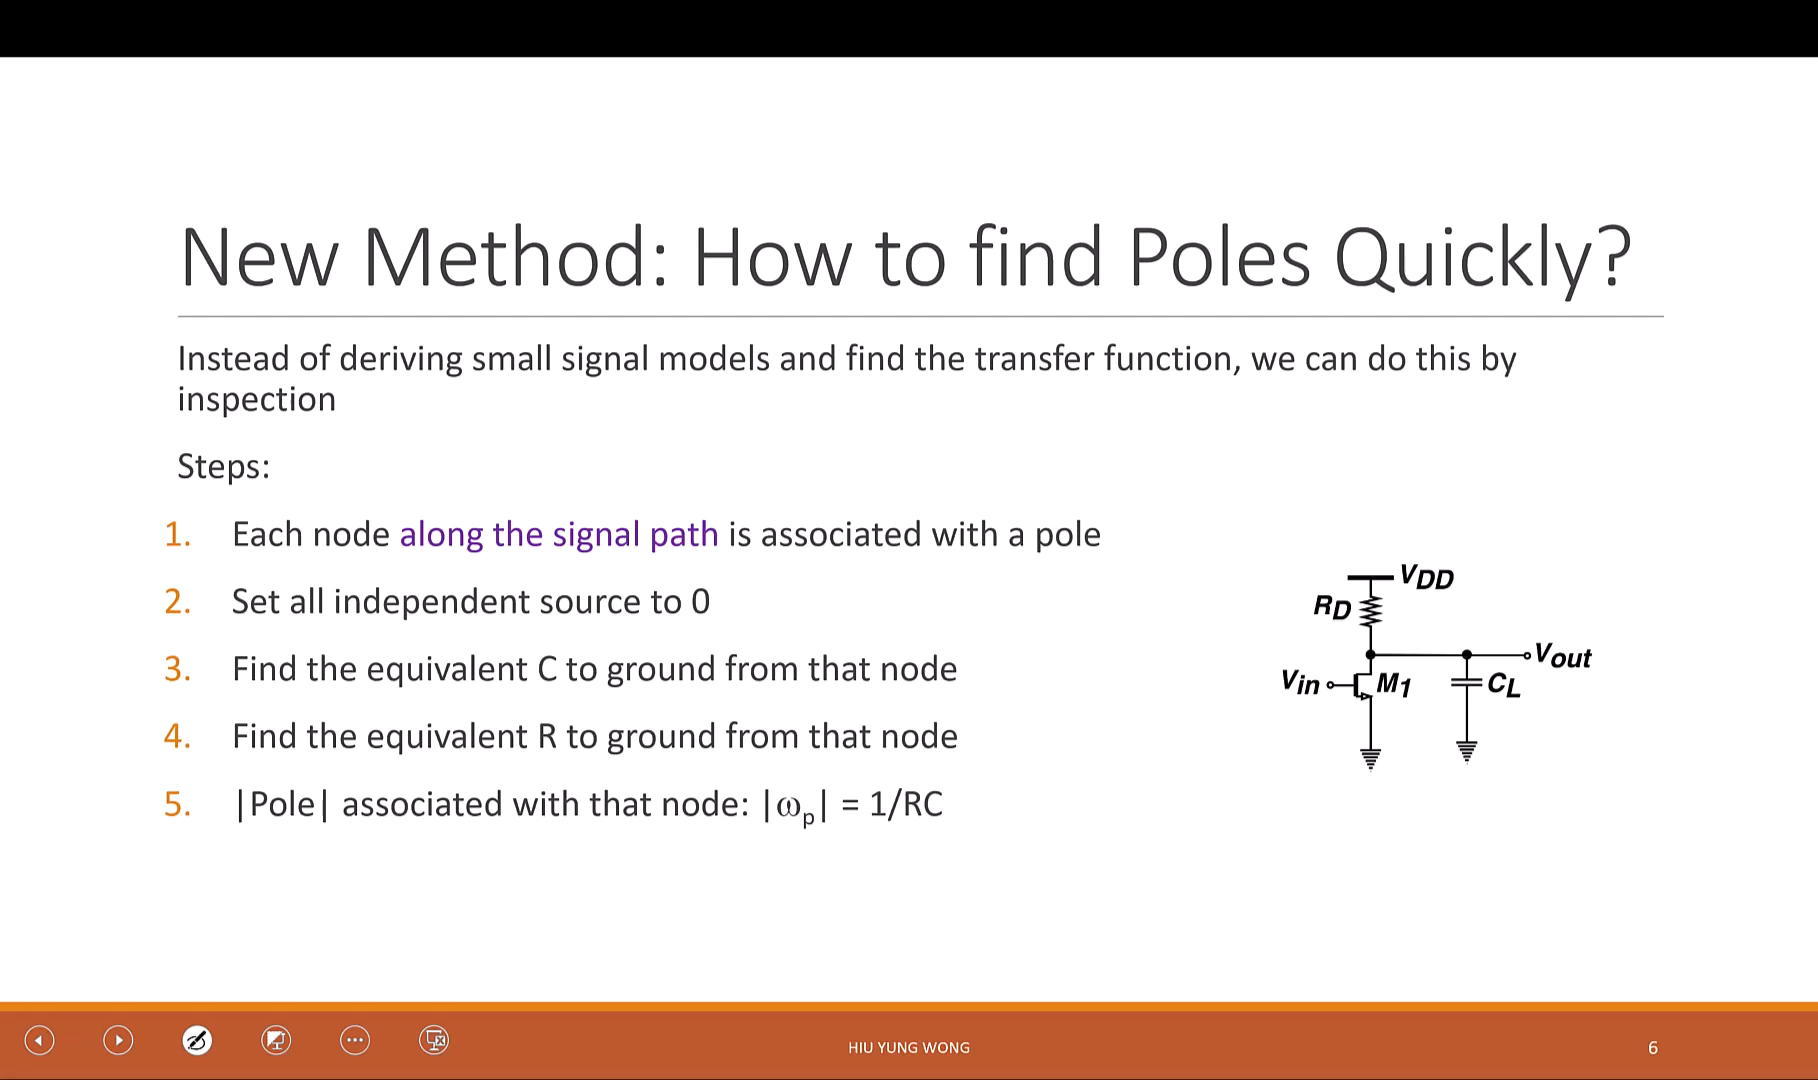 New Method: How to find Poles Quickly?
Instead of deriving small signal models and find the transfer function, we can do this by
inspection
Steps:
1. Each node along the signal path is associated with a pole
2. Set all independent source to 0
3. Find the equivalent C to ground from that node
4. Find the equivalent R to ground from that node
5. |Pole| associated with that node: |ωp| = 1/RC
VDD
RD
Vout
Vin M1 CL
HIU YUNG WONG 6